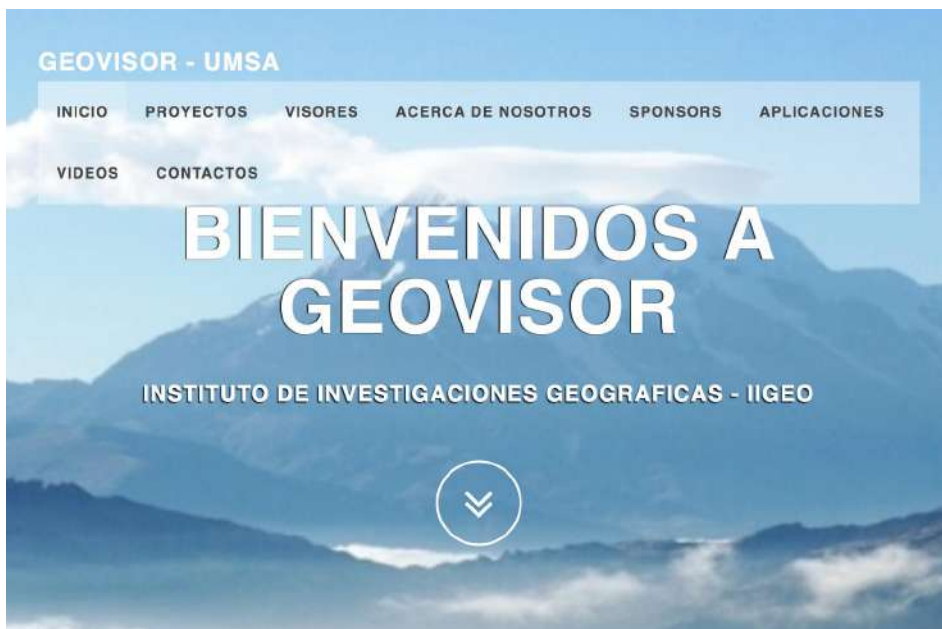 GEOVISOR - UMSA
INICIO PROYECTOS VISORES ACERCA DE NOSOTROS SPONSORS APLICACIONES
VIDEOS CONTACTOS
BIENVENIDOS A
GEOVISOR
INSTITUTO DE INVESTIGACIONES GEOGRAFICAS - IIGEO